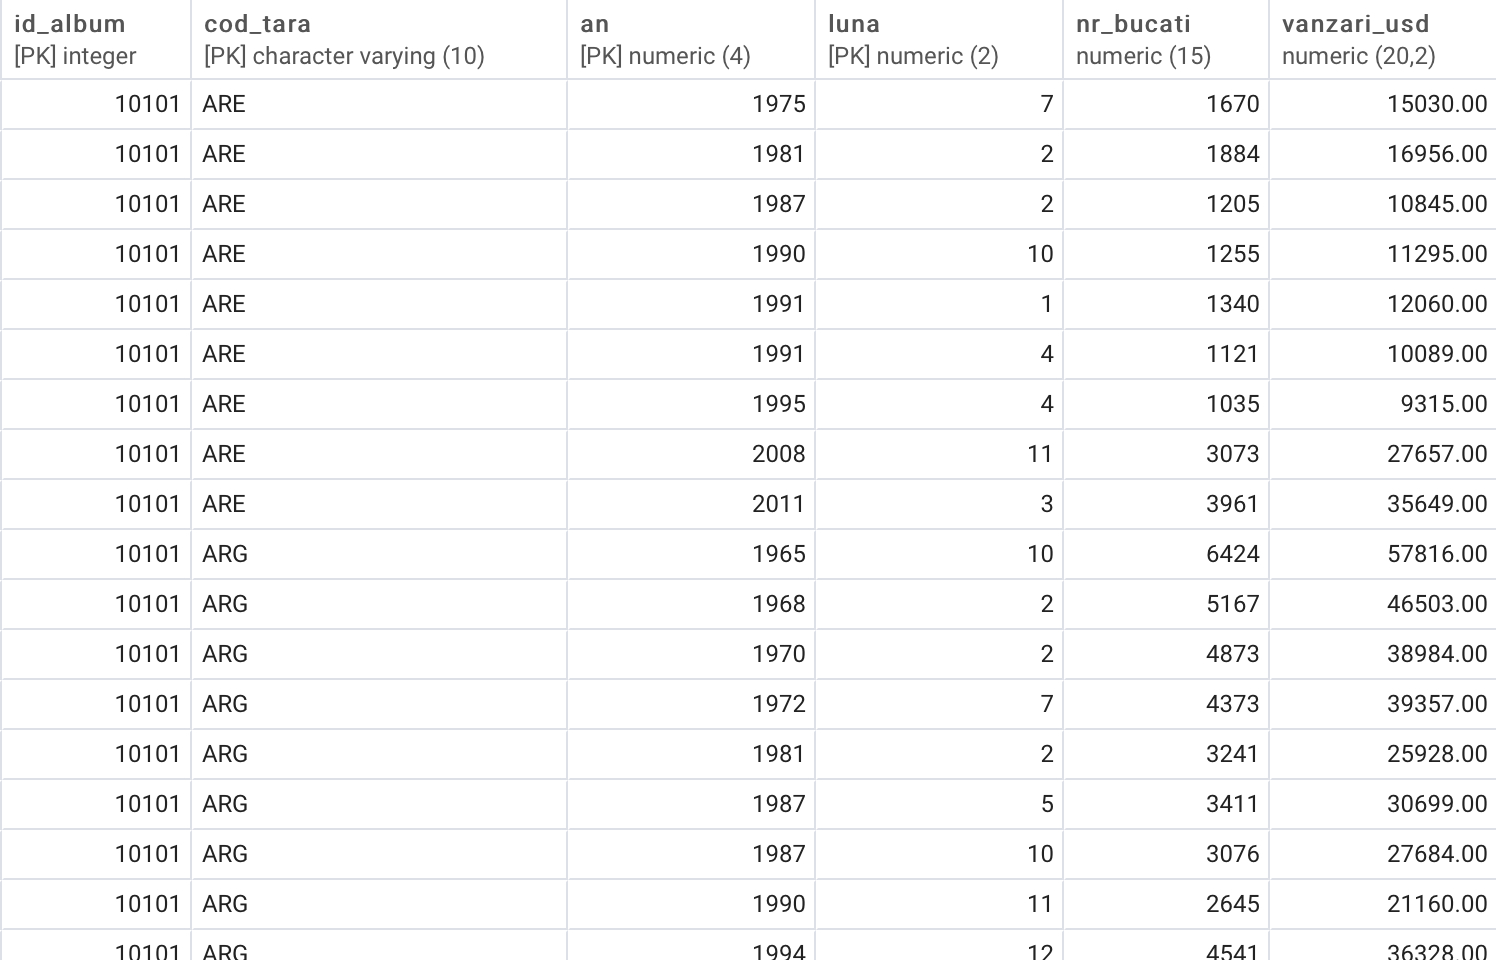 id_album cod_tara an luna nr_bucati vanzari_usd
[PK] integer [PK] character varying (10) [PK] numeric (4) [PK] numeric (2) numeric (15) numeric (20,2)
10101 ARE 1975 7 1670 15030.00
10101 ARE 1981 2 1884 16956.00
10101 ARE 1987 2 1205 10845.00
10101 ARE 1990 10 1255 11295.00
10101 ARE 1991 1 1340 12060.00
10101 ARE 1991 4 1121 10089.00
10101 ARE 1995 4 1035 9315.00
10101 ARE 2008 11 3073 27657.00
10101 ARE 2011 3 3961 35649.00
10101 ARG 1965 10 6424 57816.00
10101 ARG 1968 2 5167 46503.00
10101 ARG 1970 2 4873 38984.00
10101 ARG 1972 7 4373 39357.00
10101 ARG 1981 2 3241 25928.00
10101 ARG 1987 5 3411 30699.00
10101 ARG 1987 10 3076 27684.00
10101 ARG 1990 11 2645 21160.00
10101 ARG 1994 12 4541 36328.00